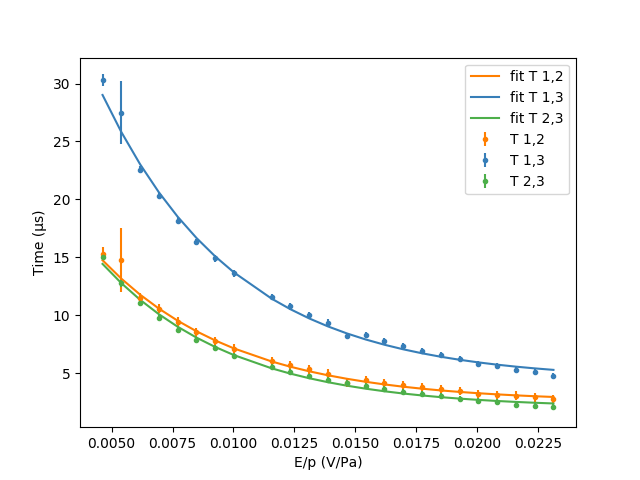 30
25
20
15
10
5
Time (μs)
0.0050
0.0075
0.0100
0.0125
0.0150
0.0175
0.0200
0.0225
E/p (V/Pa)
fit T 1,2
fit T 1,3
fit T 2,3
T 1,2
T 1,3
T 2,3